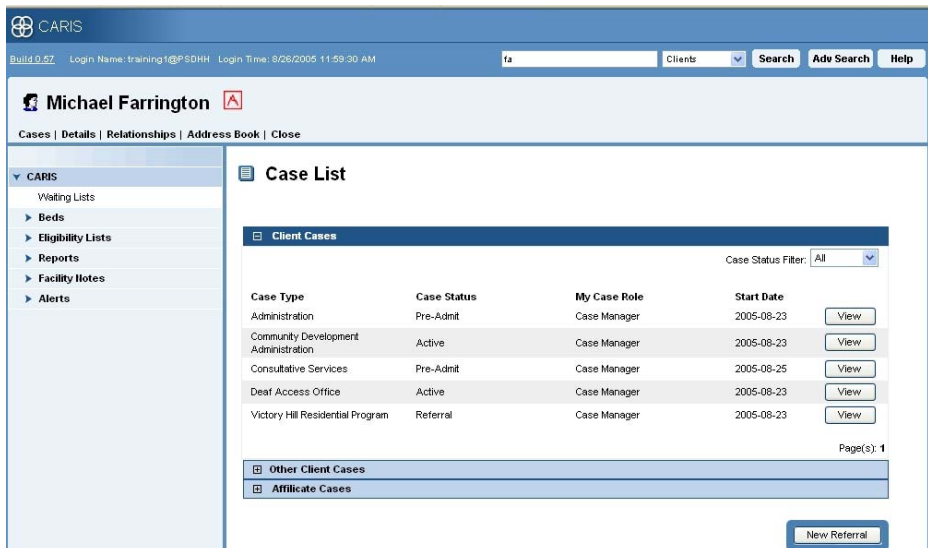 CARIS
Build 0.57 Login Name: training1@PSDHH Login Time: 8/26/2005 11:59:30 AM fa Clients Search Adv Search Help
Michael Farrington
Cases | Details | Relationships | Address Book | Close
CARIS
Waiting Lists
Beds
Eligibility Lists
Reports
Facility Notes
Alerts
Case List
Client Cases
Case Status Filter: All
Case Type Case Status My Case Role Start Date
Administration Pre-Admit Case Manager 2005-08-23 View
Community Development
Administration Active Case Manager 2005-08-23 View
Consultative Services Pre-Admit Case Manager 2005-08-25 View
Deaf Access Office Active Case Manager 2005-08-23 View
Victory Hill Residential Program Referral Case Manager 2005-08-23 View
Page(s): 1
Other Client Cases
Affilicate Cases
New Referral